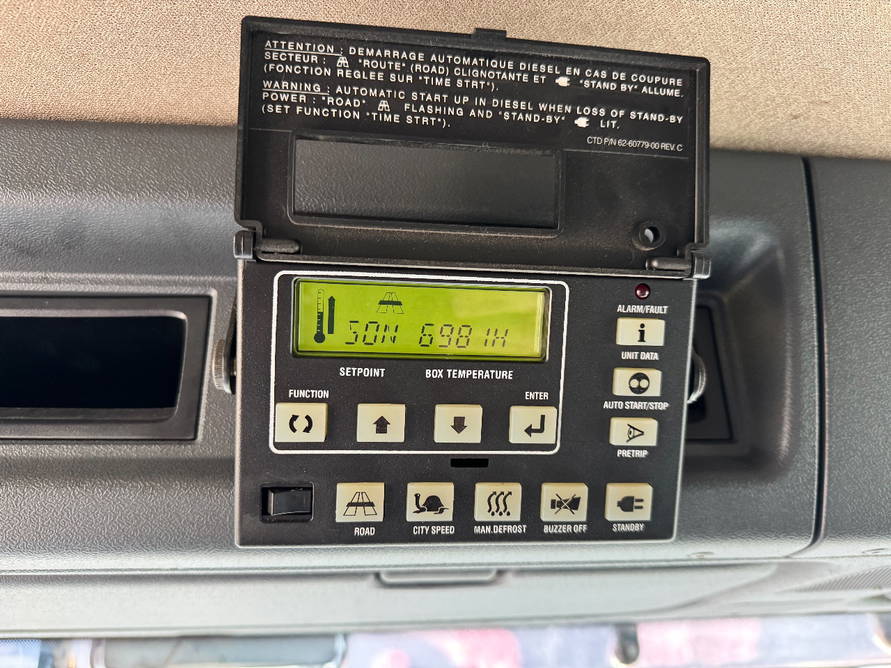 ATTENTION : DEMARRAGE AUTOMATIQUE DIESEL EN CAS DE COUPURE
SECTEUR : "ROUTE" (ROAD) CLIGNOTANTE ET "STAND BY" ALLUME.
(FONCTION REGLEE SUR "TIME STRT").
WARNING : AUTOMATIC START UP IN DIESEL WHEN LOSS OF STAND-BY
POWER : "ROAD" FLASHING AND "STAND-BY" LIT.
(SET FUNCTION "TIME STRT").
CTD P/N 62-60779-00 REV. C
SON 6981H
SETPOINT BOX TEMPERATURE
FUNCTION ENTER
ALARM/FAULT
i
UNIT DATA
AUTO START/STOP
PRETRIP
ROAD CITY SPEED MAN.DEFROST BUZZER OFF STANDBY